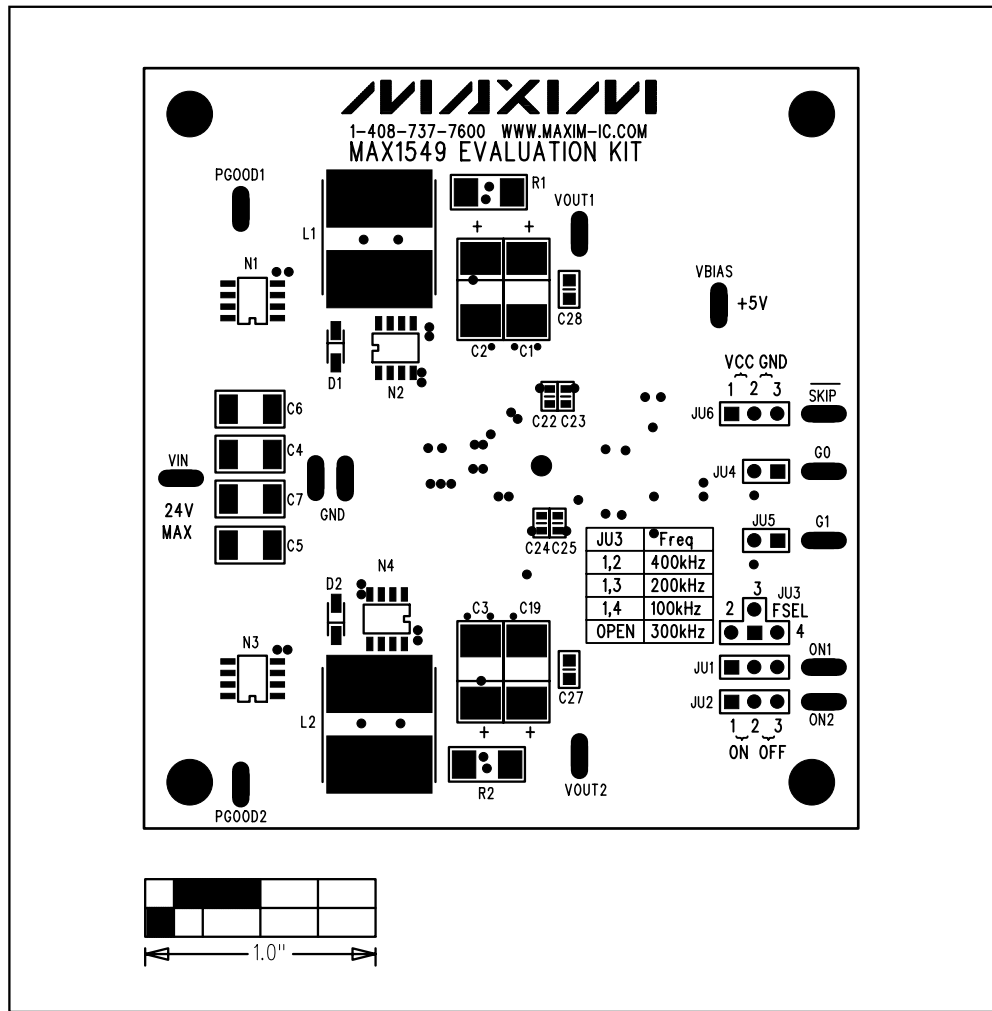 MAXIM
1-408-737-7600 WWW.MAXIM-IC.COM
MAX1549 EVALUATION KIT
PGOOD1
R1
VOUT1
L1
N1
VBIAS
+5V
C28
C2
C1
D1
N2
VCC GND
1 2 3
SKIP
JU6
C6
C22 C23
C4
VIN
G0
JU4
C7
24V
MAX
GND
G1
JU5
C5
C24 C25
JU3 Freq
1,2 400kHz
1,3 200kHz
1,4 100kHz
OPEN 300kHz
N4
D2
C3
C19
3
JU3
2
FSEL
4
N3
ON1
JU1
C27
L2
JU2
ON2
1 2 3
ON OFF
+ +
+ +
R2
VOUT2
PGOOD2
1.0"